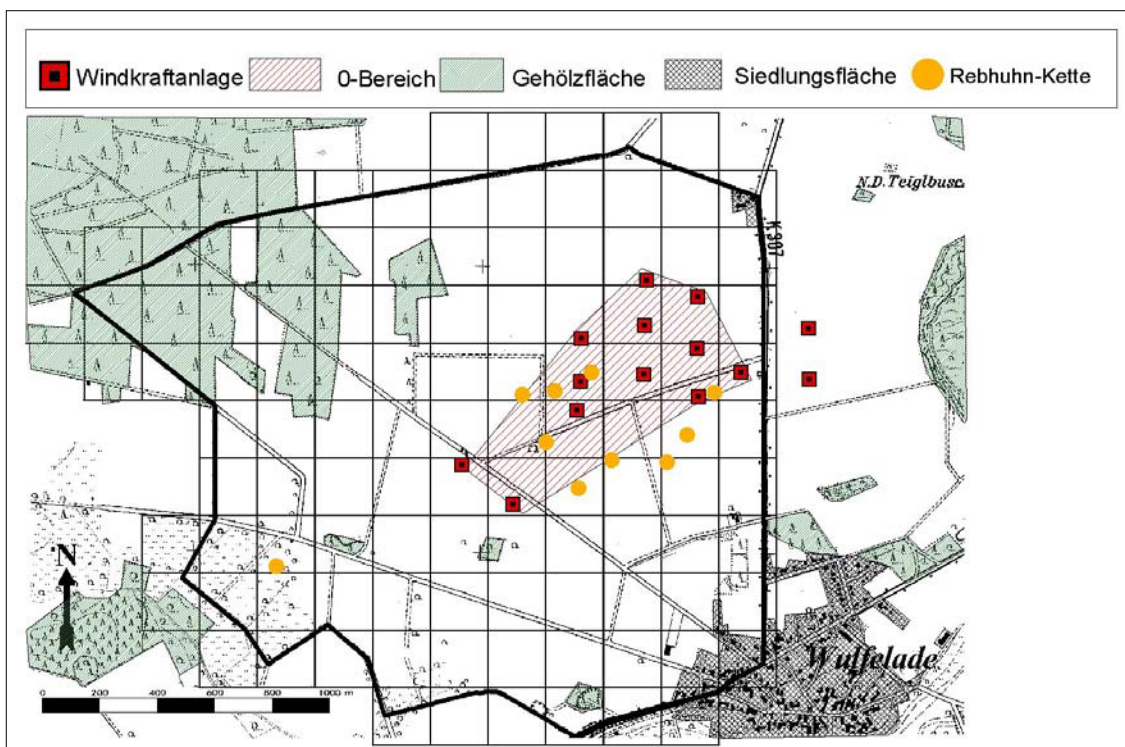 Windkraftanlage 0-Bereich Gehölzfläche Siedlungsfläche Rebhuhn-Kette
N.D. Teiglbusc
K 307
N
Wulfelade
0 200 400 600 800 1000 m